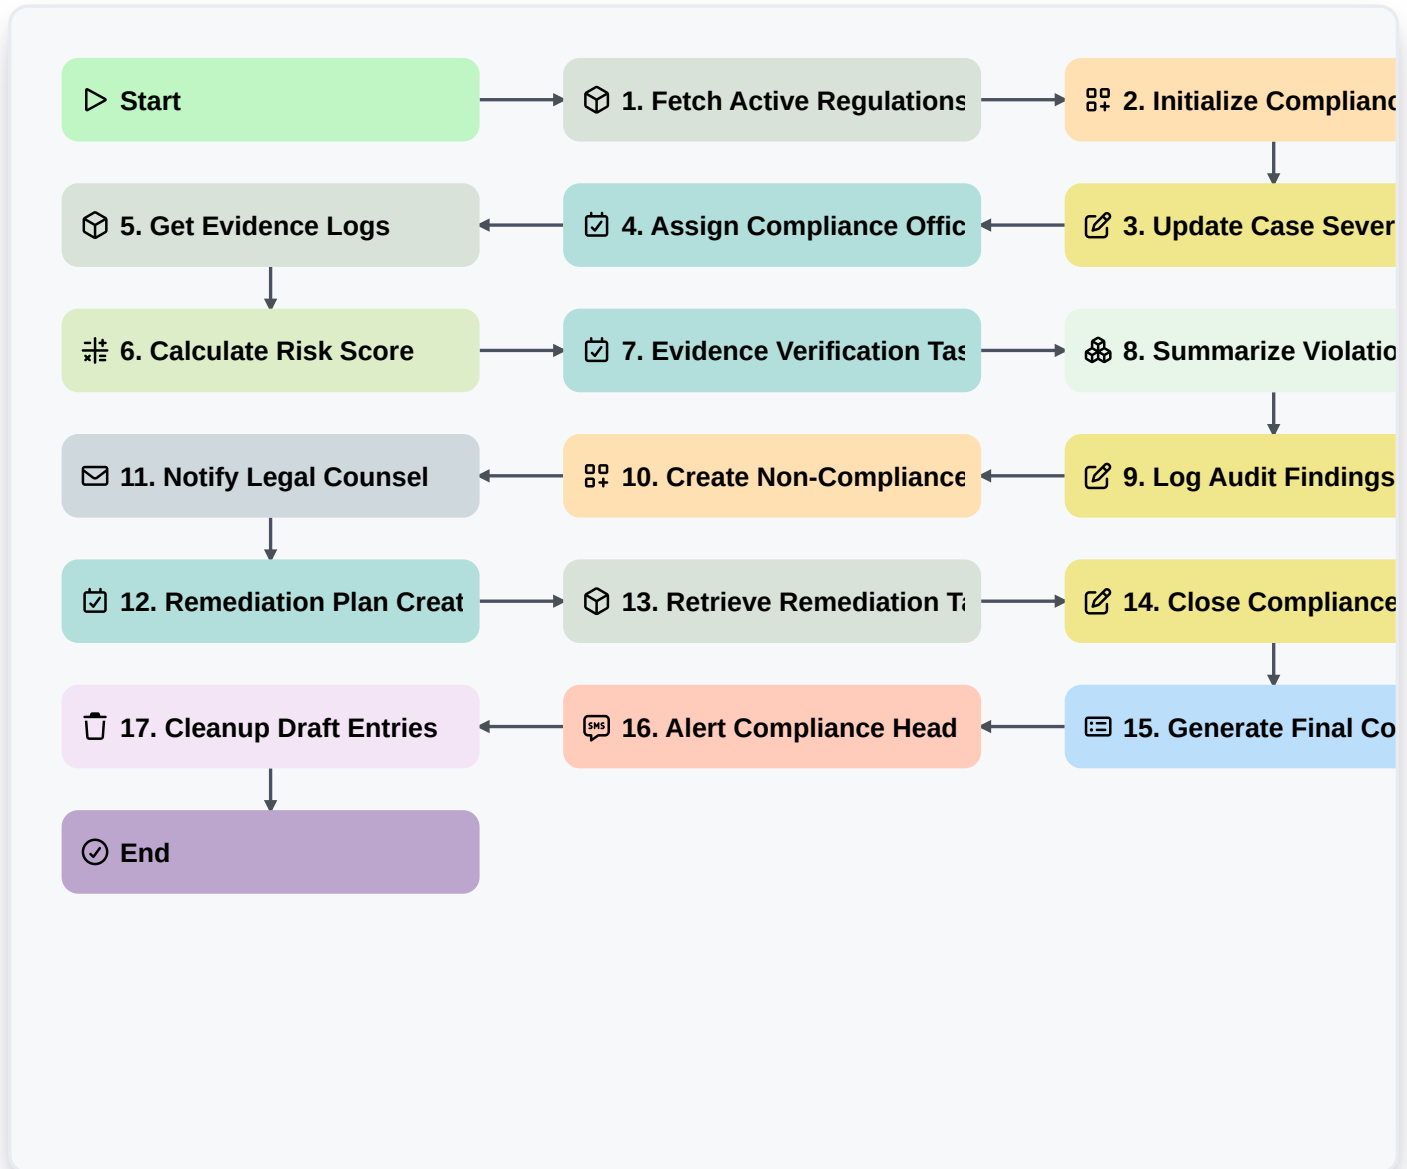 Start
1. Fetch Active Regulations
2. Initialize Complianc
5. Get Evidence Logs
4. Assign Compliance Offic
3. Update Case Sever
6. Calculate Risk Score
7. Evidence Verification Tas
8. Summarize Violatio
11. Notify Legal Counsel
10. Create Non-Compliance
9. Log Audit Findings
12. Remediation Plan Creat
13. Retrieve Remediation Ta
14. Close Compliance
17. Cleanup Draft Entries
SMS
16. Alert Compliance Head
15. Generate Final Co
End